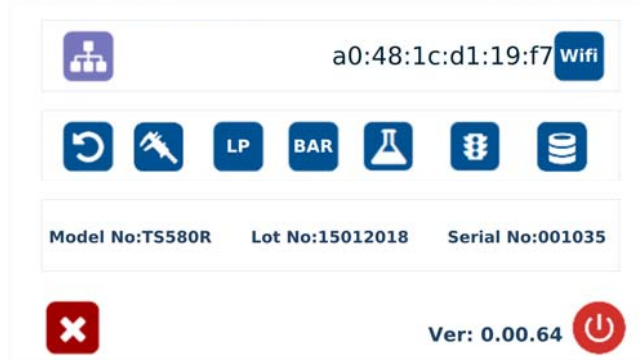 a0:48:1c:d1:19:f7 Wifi
LP BAR
Model No:TS580R Lot No:15012018 Serial No:001035
Ver: 0.00.64